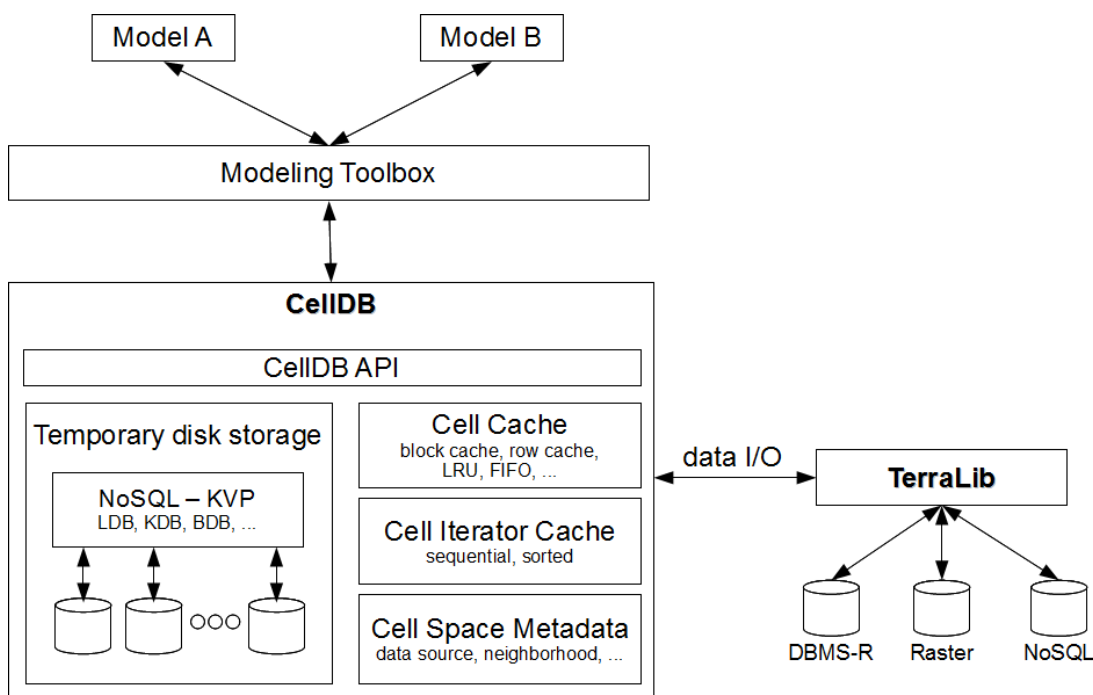 Model A
Model B
Modeling Toolbox
CellDB
CellDB API
Temporary disk storage
NoSQL – KVP
LDB, KDB, BDB, ...
Cell Cache
block cache, row cache,
LRU, FIFO, ...
Cell Iterator Cache
sequential, sorted
Cell Space Metadata
data source, neighborhood, ...
data I/O
TerraLib
DBMS-R
Raster
NoSQL